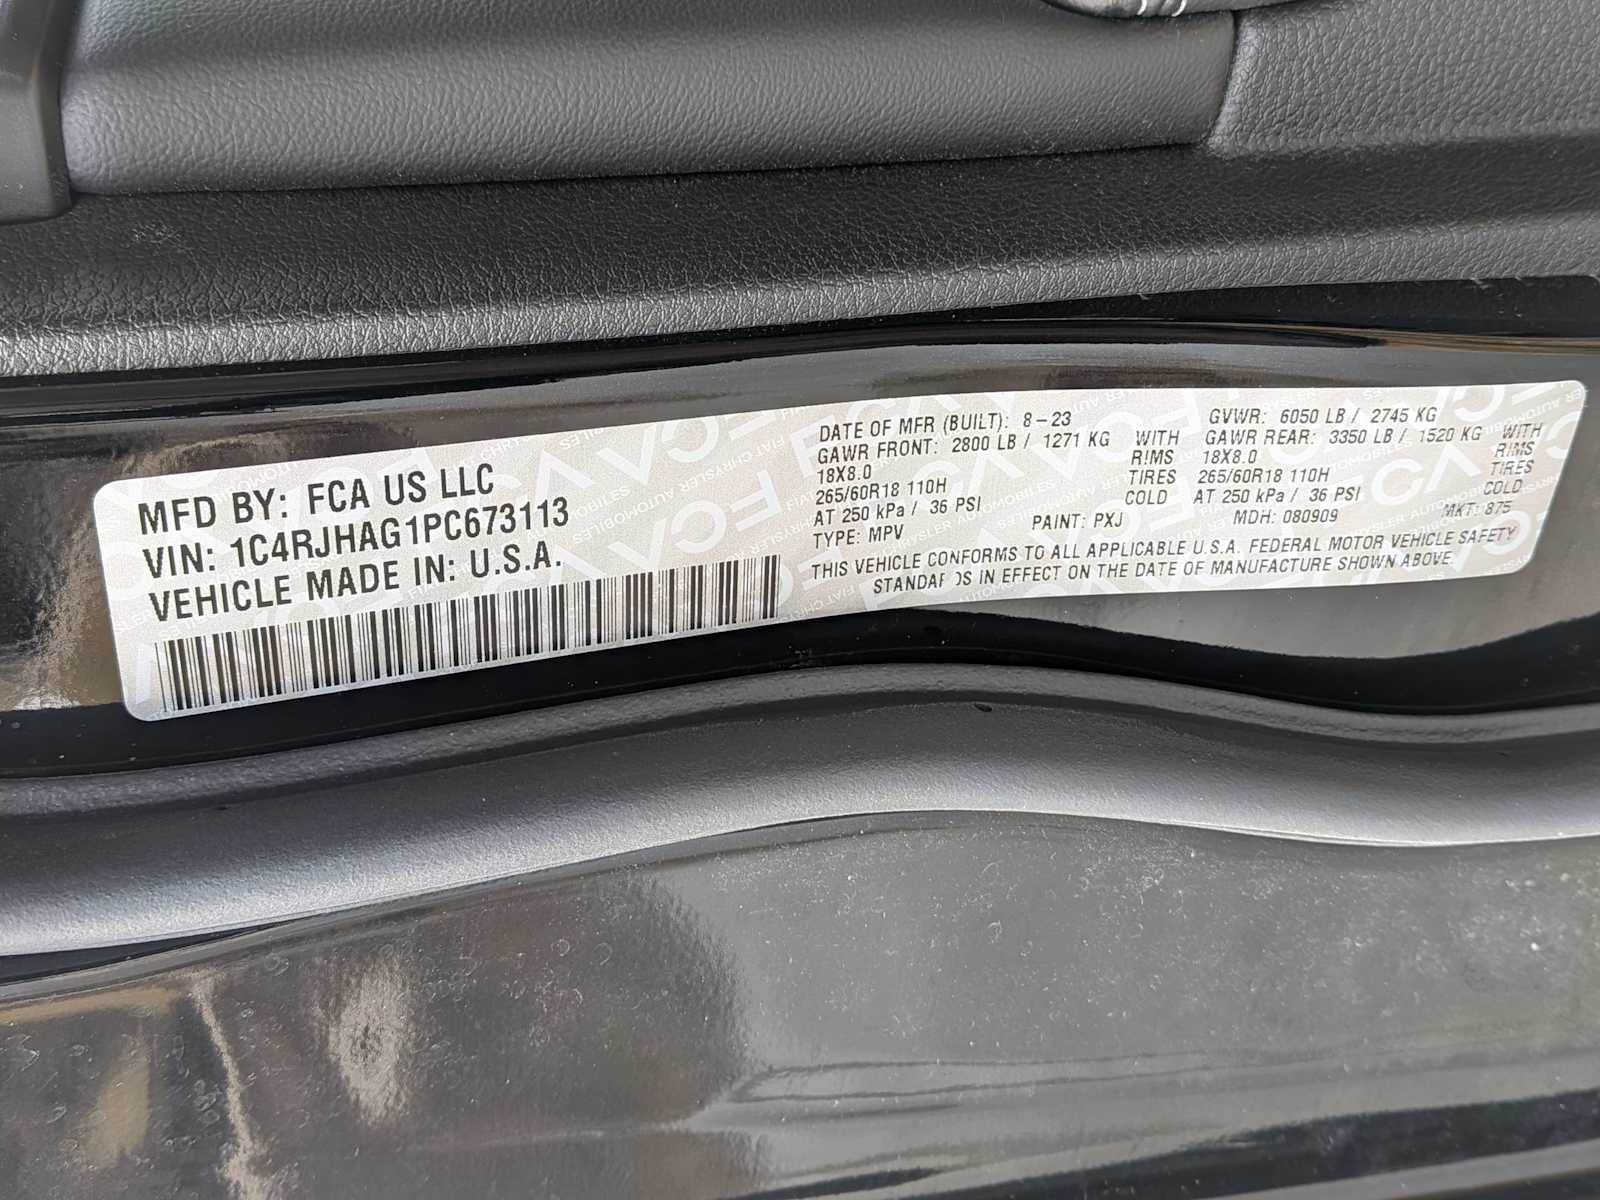 MFD BY: FCA US LLC
VIN: 1C4RJHAG1PC673113
VEHICLE MADE IN: U.S.A.
DATE OF MFR (BUILT): 8-23 GVWR: 6050 LB / 2745 KG
GAWR FRONT: 2800 LB / 1271 KG WITH GAWR REAR: 3350 LB / 1520 KG WITH
18X8.0 RIMS 18X8.0 RIMS
265/60R18 110H TIRES 265/60R18 110H TIRES
AT 250 kPa / 36 PSI COLD AT 250 kPa / 36 PSI COLD
TYPE: MPV PAINT: PXJ MDH: 080909 MKT: 875
THIS VEHICLE CONFORMS TO ALL APPLICABLE U.S.A. FEDERAL MOTOR VEHICLE SAFETY
STANDARDS IN EFFECT ON THE DATE OF MANUFACTURE SHOWN ABOVE.